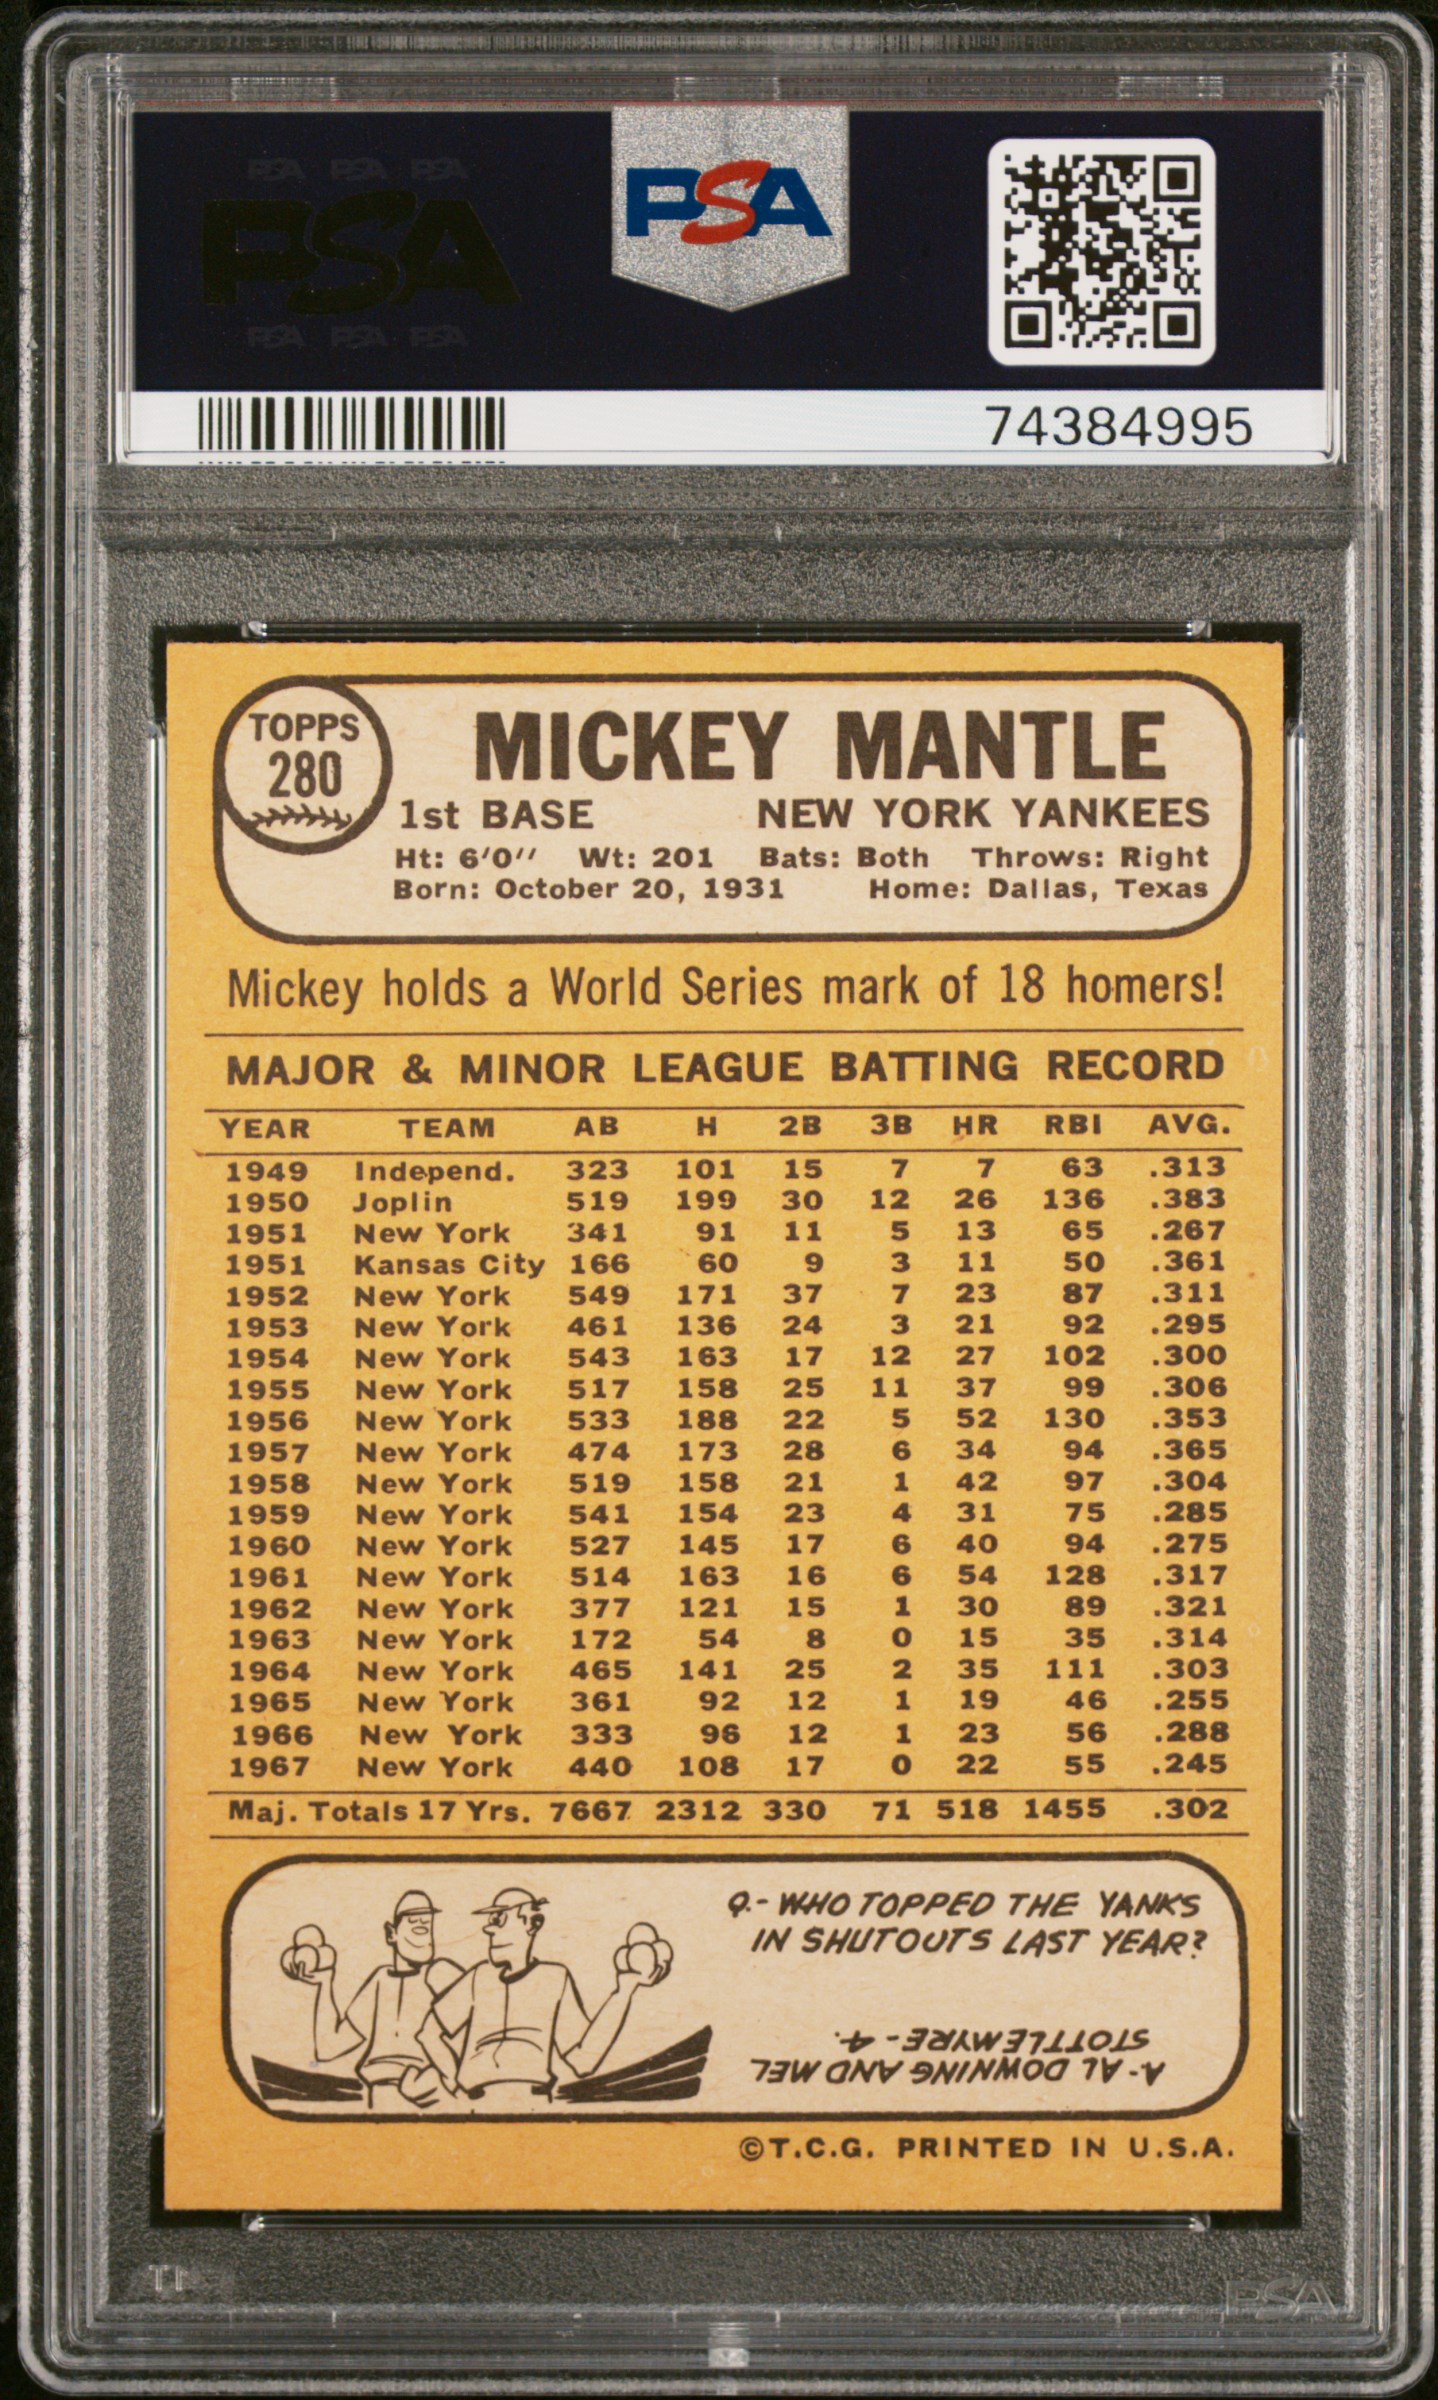 PSA PSA PSA
PSA
PSA PSA PSA
PSA
74384995
TOPPS
280
MICKEY MANTLE
1st BASE NEW YORK YANKEES
Ht: 6'0'' Wt: 201 Bats: Both Throws: Right
Born: October 20, 1931 Home: Dallas, Texas
Mickey holds a World Series mark of 18 homers!
MAJOR & MINOR LEAGUE BATTING RECORD
YEAR TEAM AB H 2B 3B HR RBI AVG.
1949 Independ. 323 101 15 7 7 63 .313
1950 Joplin 519 199 30 12 26 136 .383
1951 New York 341 91 11 5 13 65 .267
1951 Kansas City 166 60 9 3 11 50 .361
1952 New York 549 171 37 7 23 87 .311
1953 New York 461 136 24 3 21 92 .295
1954 New York 543 163 17 12 27 102 .300
1955 New York 517 158 25 11 37 99 .306
1956 New York 533 188 22 5 52 130 .353
1957 New York 474 173 28 6 34 94 .365
1958 New York 519 158 21 1 42 97 .304
1959 New York 541 154 23 4 31 75 .285
1960 New York 527 145 17 6 40 94 .275
1961 New York 514 163 16 6 54 128 .317
1962 New York 377 121 15 1 30 89 .321
1963 New York 172 54 8 0 15 35 .314
1964 New York 465 141 25 2 35 111 .303
1965 New York 361 92 12 1 19 46 .255
1966 New York 333 96 12 1 23 56 .288
1967 New York 440 108 17 0 22 55 .245
Maj. Totals 17 Yrs. 7667 2312 330 71 518 1455 .302
Q.- WHO TOPPED THE YANKS
IN SHUTOUTS LAST YEAR?
A.- AL DOWNING AND MEL
STOTTLEMYRE - 4.
©T.C.G. PRINTED IN U.S.A.
PSA